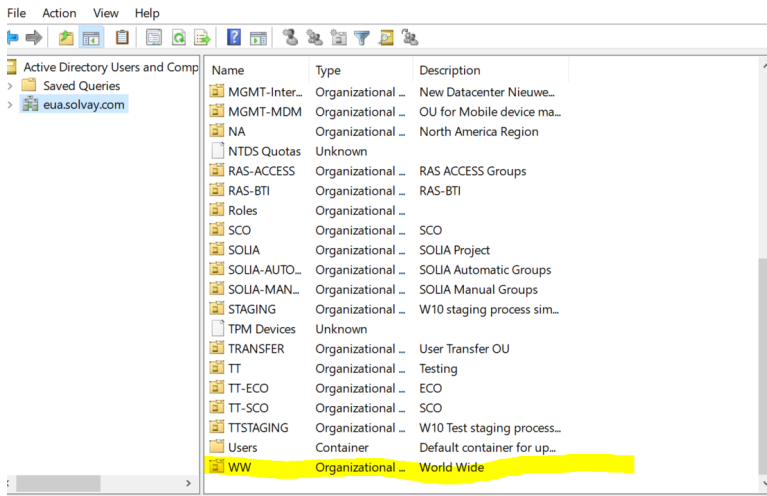 File Action View Help
Active Directory Users and Comp
Saved Queries
eua.solvay.com
Name Type Description
MGMT-Inter... Organizational ... New Datacenter Nieuwe...
MGMT-MDM Organizational ... OU for Mobile device ma...
NA Organizational ... North America Region
NTDS Quotas Unknown
RAS-ACCESS Organizational ... RAS ACCESS Groups
RAS-BTI Organizational ... RAS-BTI
Roles Organizational ...
SCO Organizational ... SCO
SOLIA Organizational ... SOLIA Project
SOLIA-AUTO... Organizational ... SOLIA Automatic Groups
SOLIA-MAN... Organizational ... SOLIA Manual Groups
STAGING Organizational ... W10 staging process sim...
TPM Devices Unknown
TRANSFER Organizational ... User Transfer OU
TT Organizational ... Testing
TT-ECO Organizational ... ECO
TT-SCO Organizational ... SCO
TTSTAGING Organizational ... W10 Test staging process...
Users Container Default container for up...
WW Organizational ... World Wide